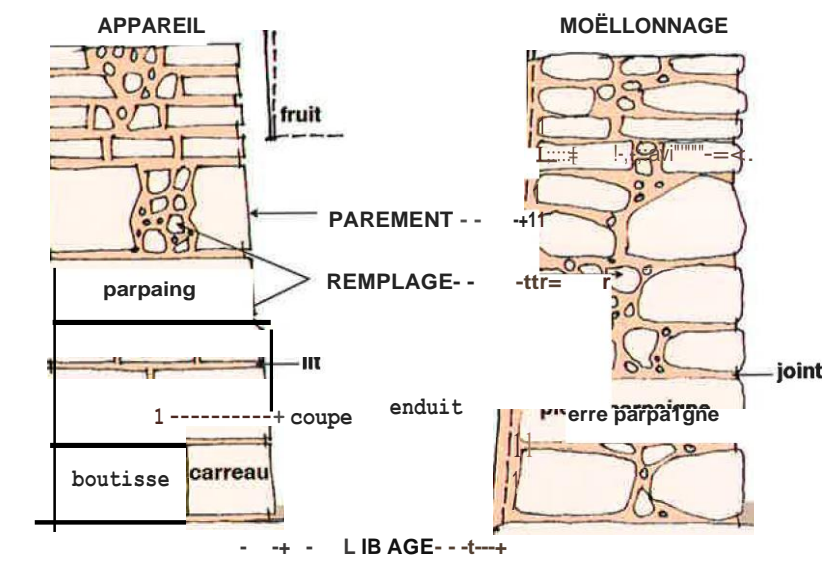 APPAREIL
MOËLLONNAGE
fruit
PAREMENT - -
parpaing
REMPLAGE- -
joint
coupe
enduit
erre parpa1gne
boutisse
carreau
L IB AGE